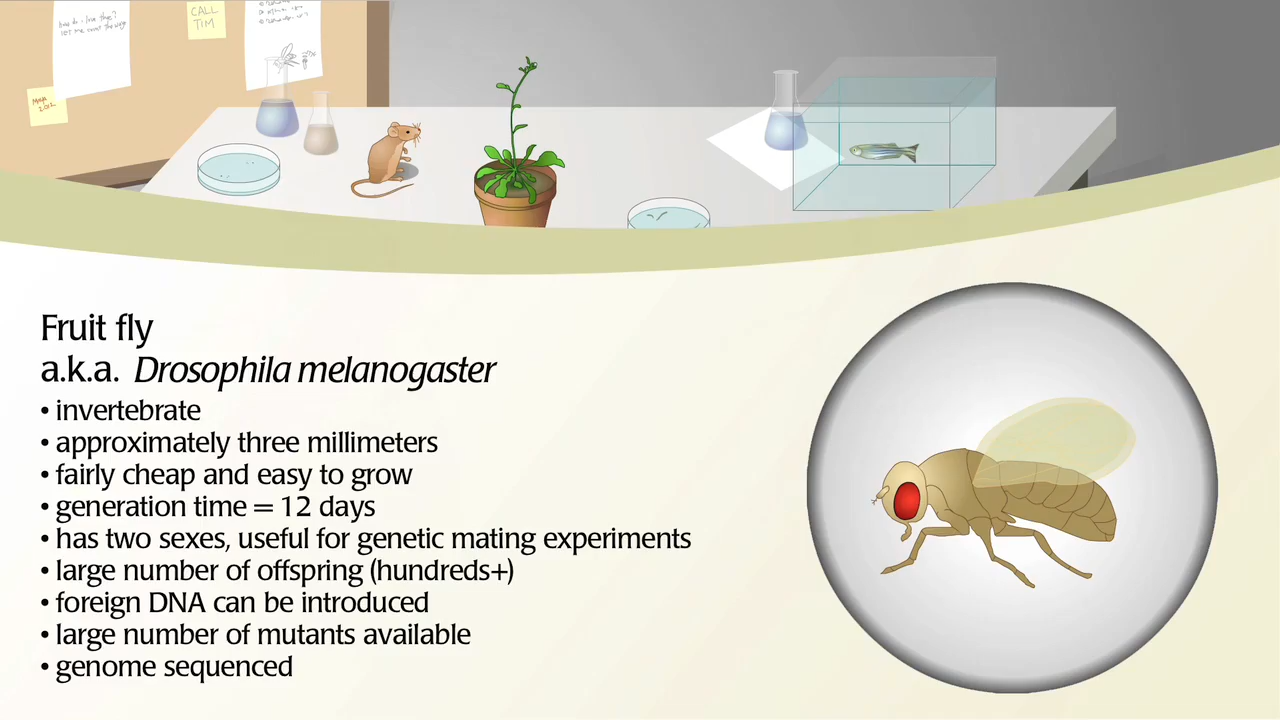 CALL
TIM
Fruit fly
a.k.a. Drosophila melanogaster
• invertebrate
• approximately three millimeters
• fairly cheap and easy to grow
• generation time = 12 days
• has two sexes, useful for genetic mating experiments
• large number of offspring (hundreds+)
• foreign DNA can be introduced
• large number of mutants available
• genome sequenced